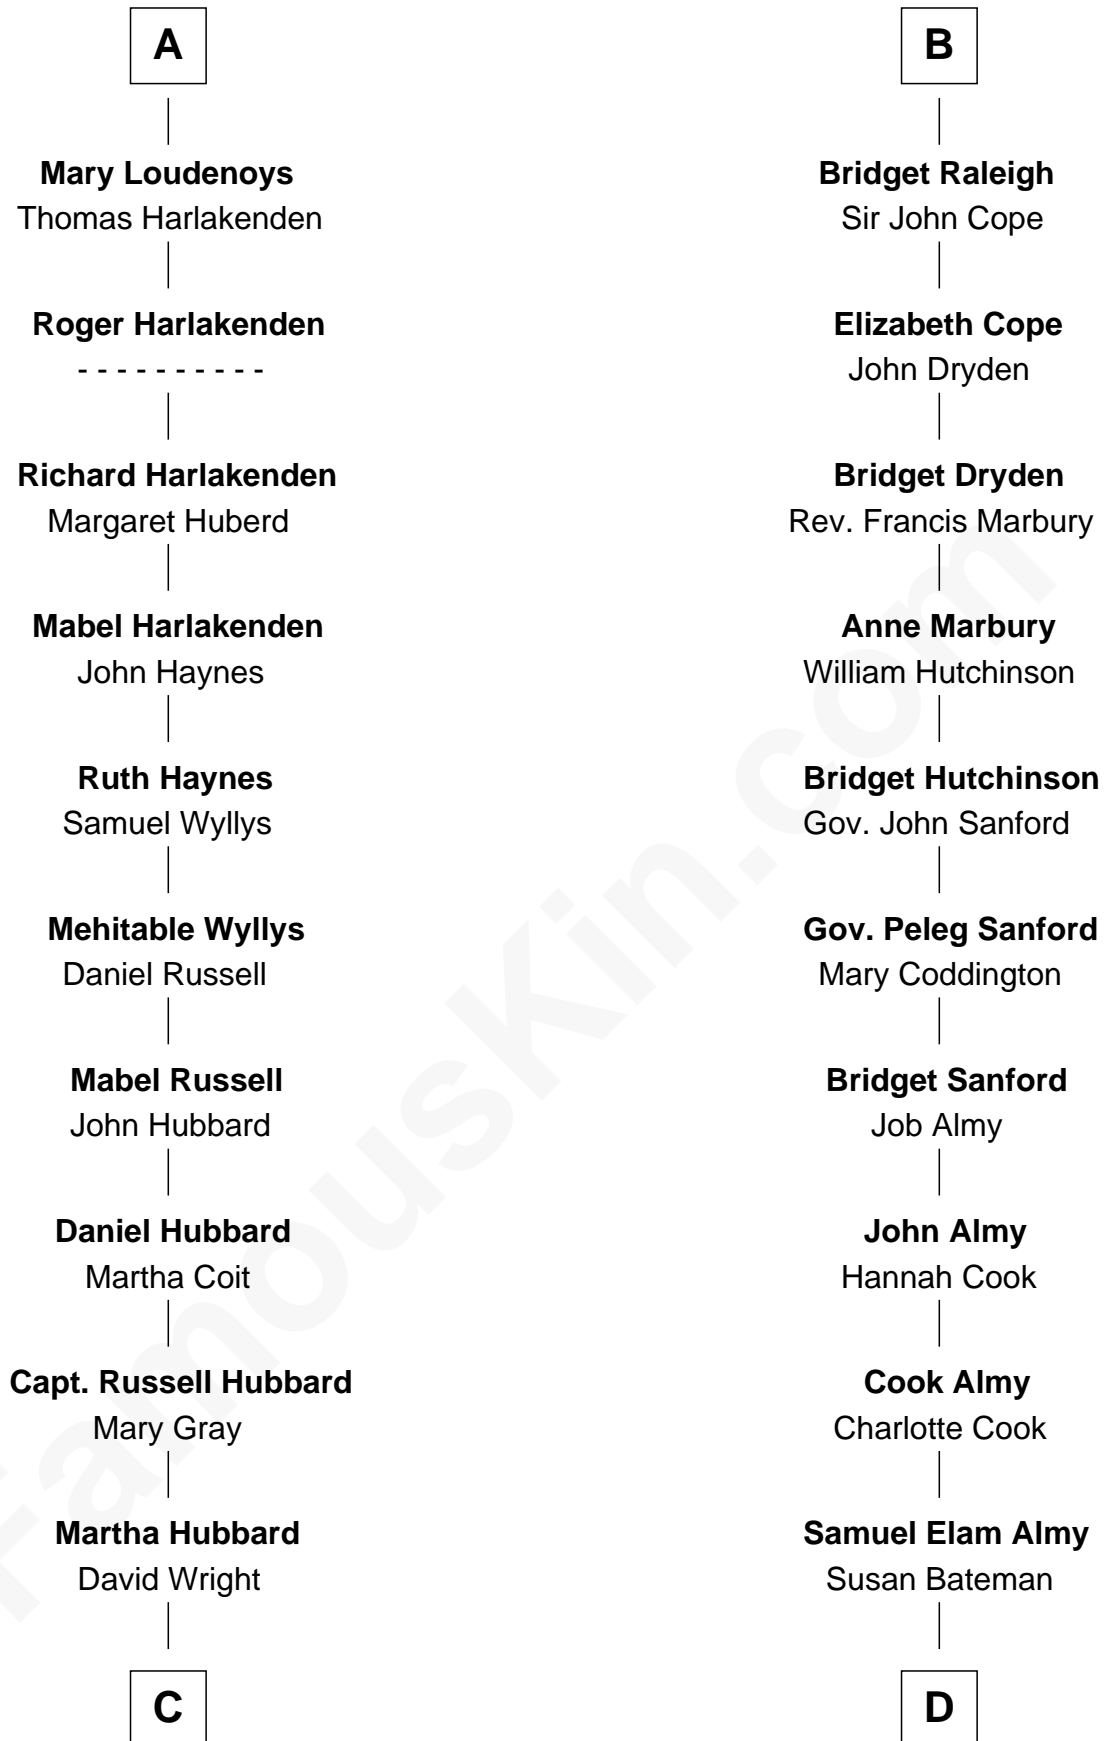 A
Mary Loudenoys
Thomas Harlakenden
Roger Harlakenden
- - - - - - - - - -
Richard Harlakenden
Margaret Huberd
Mabel Harlakenden
John Haynes
Ruth Haynes
Samuel Wyllys
Mehitable Wyllys
Daniel Russell
Mabel Russell
John Hubbard
Daniel Hubbard
Martha Coit
Capt. Russell Hubbard
Mary Gray
Martha Hubbard
David Wright
C
B
Bridget Raleigh
Sir John Cope
Elizabeth Cope
John Dryden
Bridget Dryden
Rev. Francis Marbury
Anne Marbury
William Hutchinson
Bridget Hutchinson
Gov. John Sanford
Gov. Peleg Sanford
Mary Coddington
Bridget Sanford
Job Almy
John Almy
Hannah Cook
Cook Almy
Charlotte Cook
Samuel Elam Almy
Susan Bateman
D
FamousKin.com